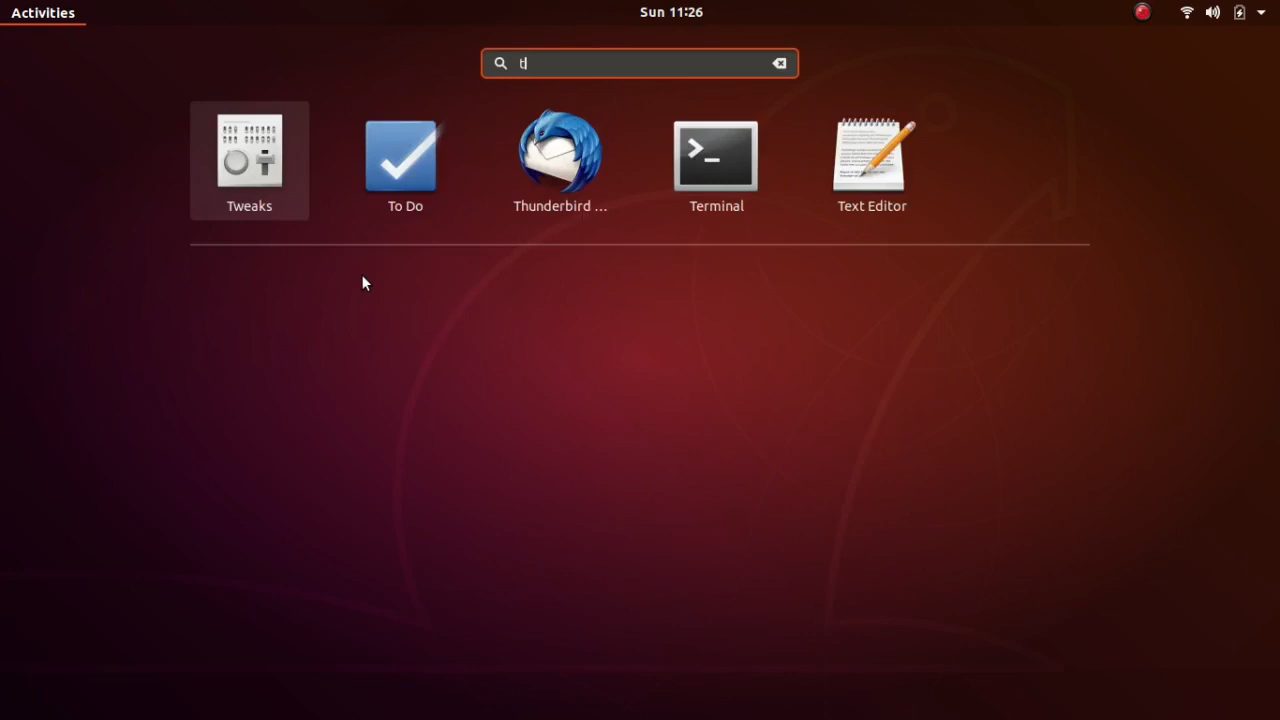 Activities
Sun 11:26
t
Tweaks
To Do
Thunderbird ...
Terminal
Text Editor